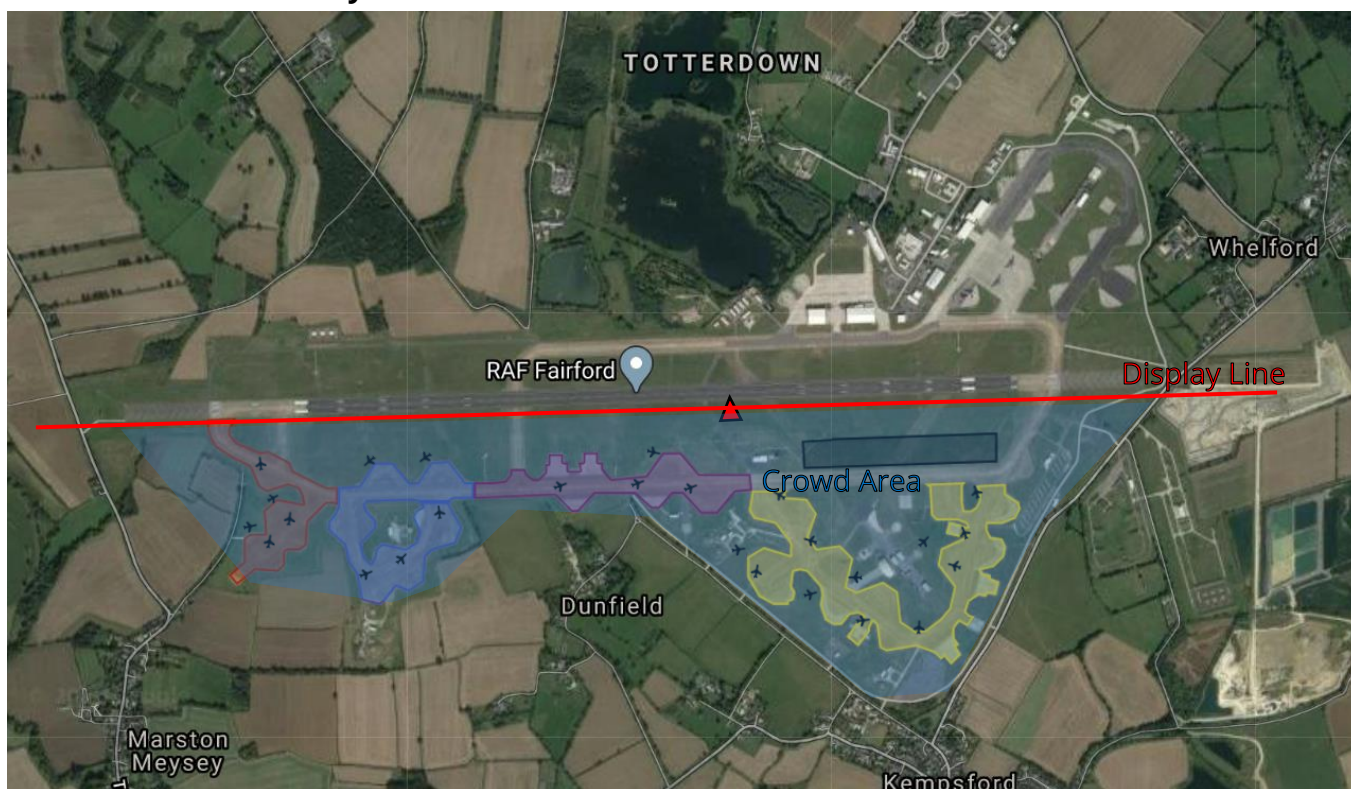 TOTTERDOWN
Whelford
RAF Fairford
Display Line
Crowd Area
Dunfield
Marston
Meysey
Kempsford